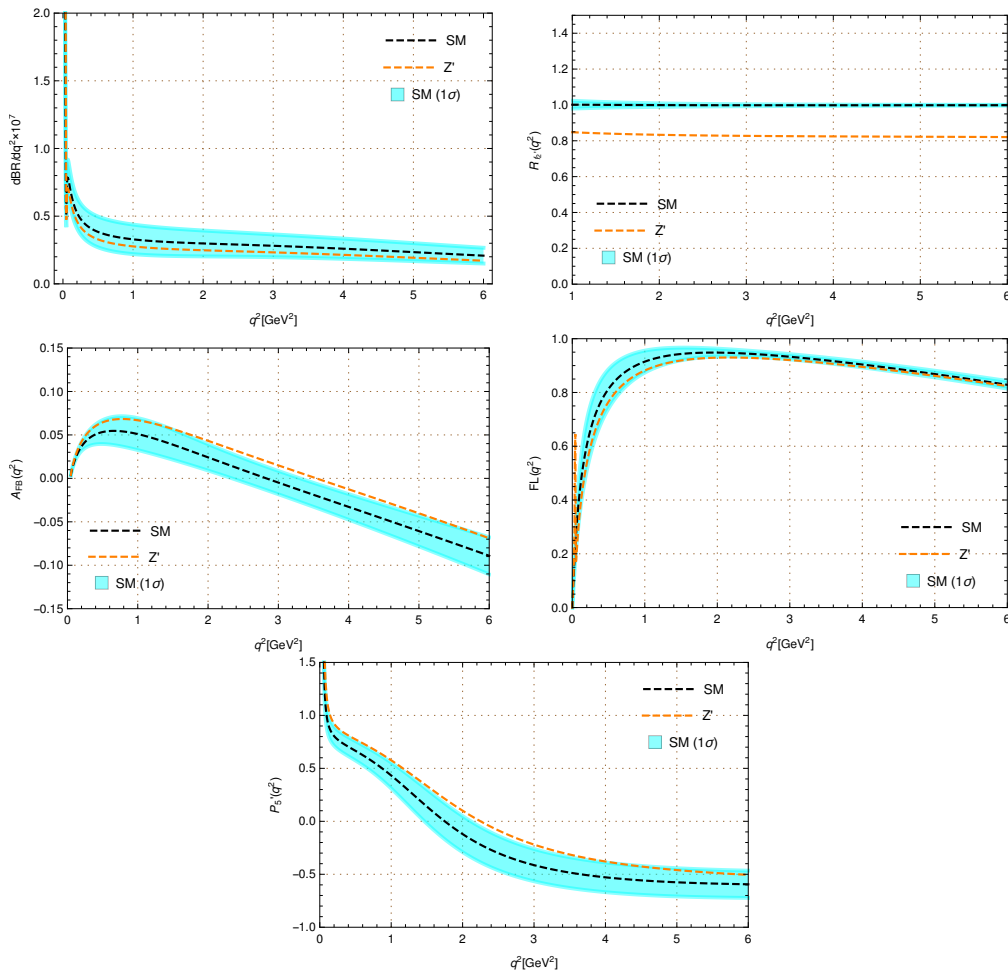 2.0
1.5
1.0
0.5
0.0
dBR/dq²×10⁷
SM
Z'
SM (1σ)
0 1 2 3 4 5 6
q²[GeV²]
1.4
1.2
1.0
0.8
0.6
0.4
0.2
0.0
SM
Z'
SM (1σ)
1 2 3 4 5 6
q²[GeV²]
0.15
0.10
0.05
0.00
-0.05
-0.10
-0.15
A_FB(q²)
SM
Z'
SM (1σ)
0 1 2 3 4 5 6
q²[GeV²]
1.0
0.8
0.6
0.4
0.2
0.0
FL(q²)
SM
Z'
SM (1σ)
0 1 2 3 4 5 6
q²[GeV²]
1.5
1.0
0.5
0.0
-0.5
-1.0
P₅'(q²)
SM
Z'
SM (1σ)
0 1 2 3 4 5 6
q²[GeV²]